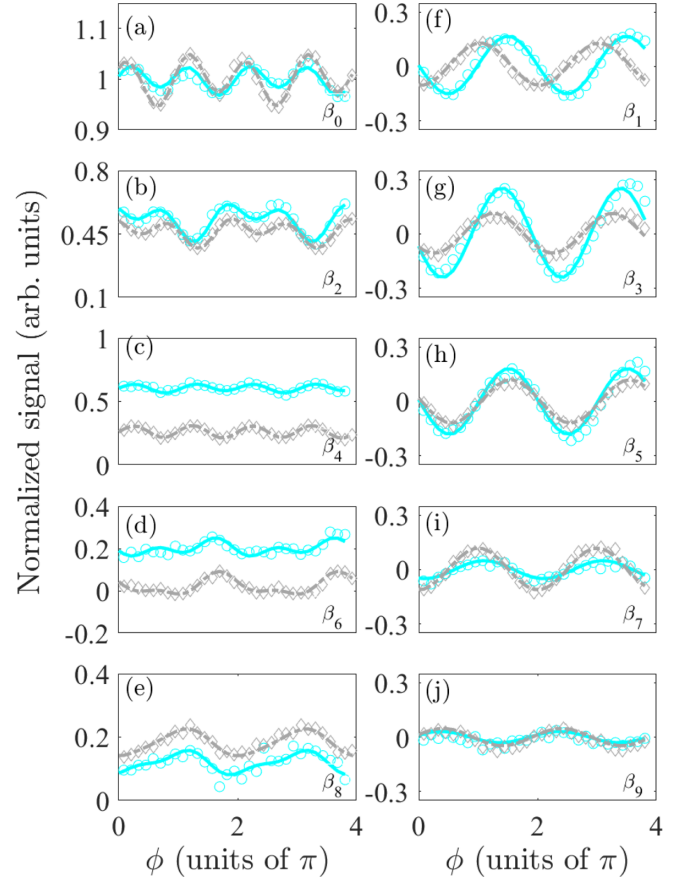 Normalized signal (arb. units)
(a)
1.1
1
0.9
β0
(f)
0.3
0
-0.3
β1
(b)
0.8
0.45
0.1
β2
(g)
0.3
0
-0.3
β3
(c)
1
0.5
0
β4
(h)
0.3
0
-0.3
β5
(d)
0.4
0.2
0
-0.2
β6
(i)
0.3
0
-0.3
β7
(e)
0.4
0.2
0
β8
(j)
0.3
0
-0.3
β9
0 2 4
0 2 4
ϕ (units of π)
ϕ (units of π)